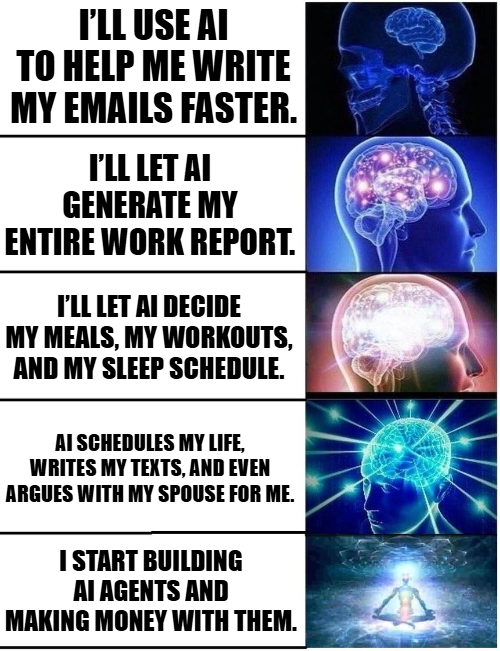 I'LL USE AI
TO HELP ME WRITE
MY EMAILS FASTER.
I'LL LET AI
GENERATE MY
ENTIRE WORK REPORT.
I'LL LET AI DECIDE
MY MEALS, MY WORKOUTS,
AND MY SLEEP SCHEDULE.
AI SCHEDULES MY LIFE,
WRITES MY TEXTS, AND EVEN
ARGUES WITH MY SPOUSE FOR ME.
I START BUILDING
AI AGENTS AND
MAKING MONEY WITH THEM.